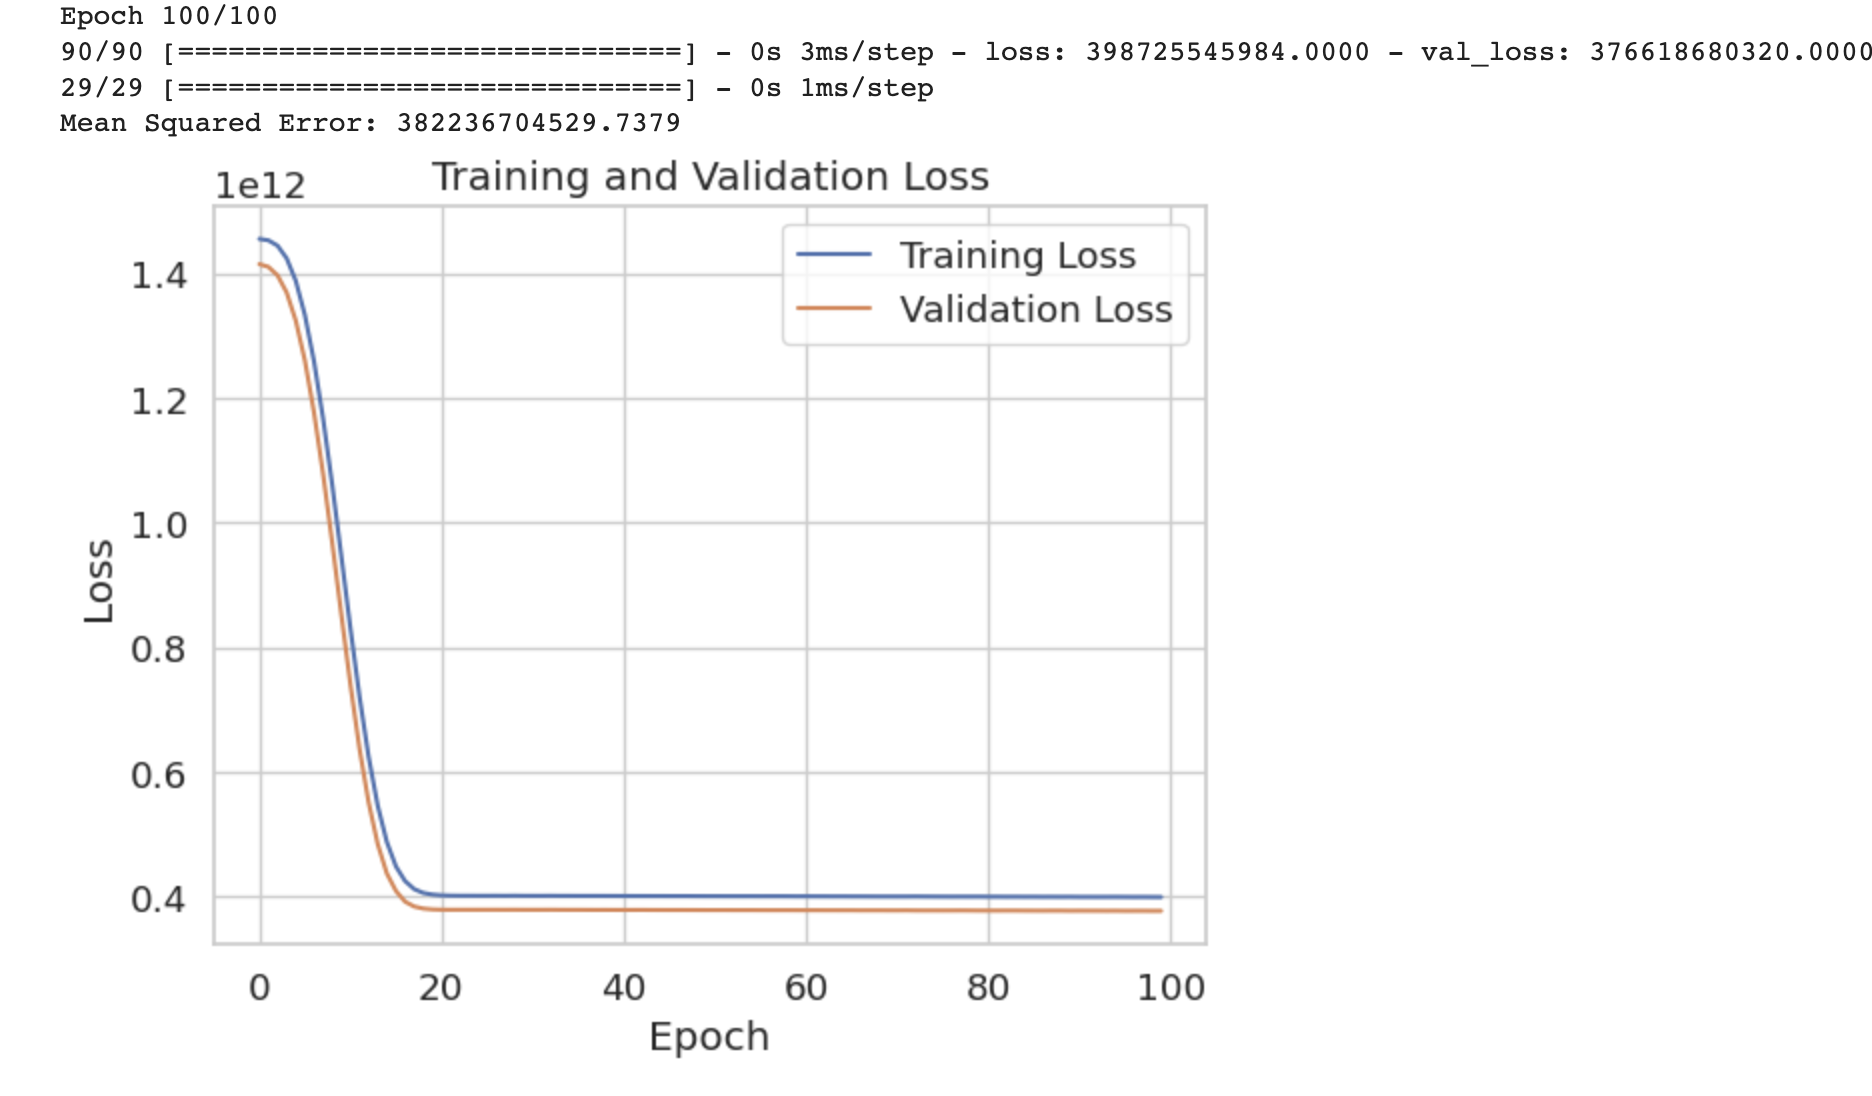 Epoch 100/100
90/90 [==============================] - 0s 3ms/step - loss: 398725545984.0000 - val_loss: 376618680320.0000
29/29 [==============================] - 0s 1ms/step
Mean Squared Error: 382236704529.7379
Training and Validation Loss
1e12
Training Loss
Validation Loss
1.4
1.2
1.0
0.8
0.6
0.4
Loss
0 20 40 60 80 100
Epoch